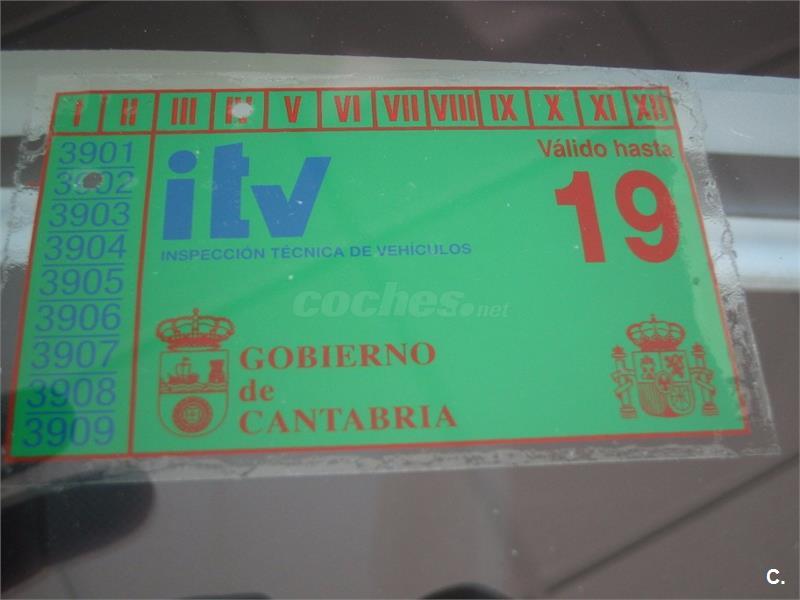 I II III IV V VI VII VIII IX X XI XII
3901
3902
3903
3904
3905
3906
3907
3908
3909
itv
INSPECCIÓN TÉCNICA DE VEHÍCULOS
Válido hasta
19
coches.net
GOBIERNO
de
CANTABRIA
C.